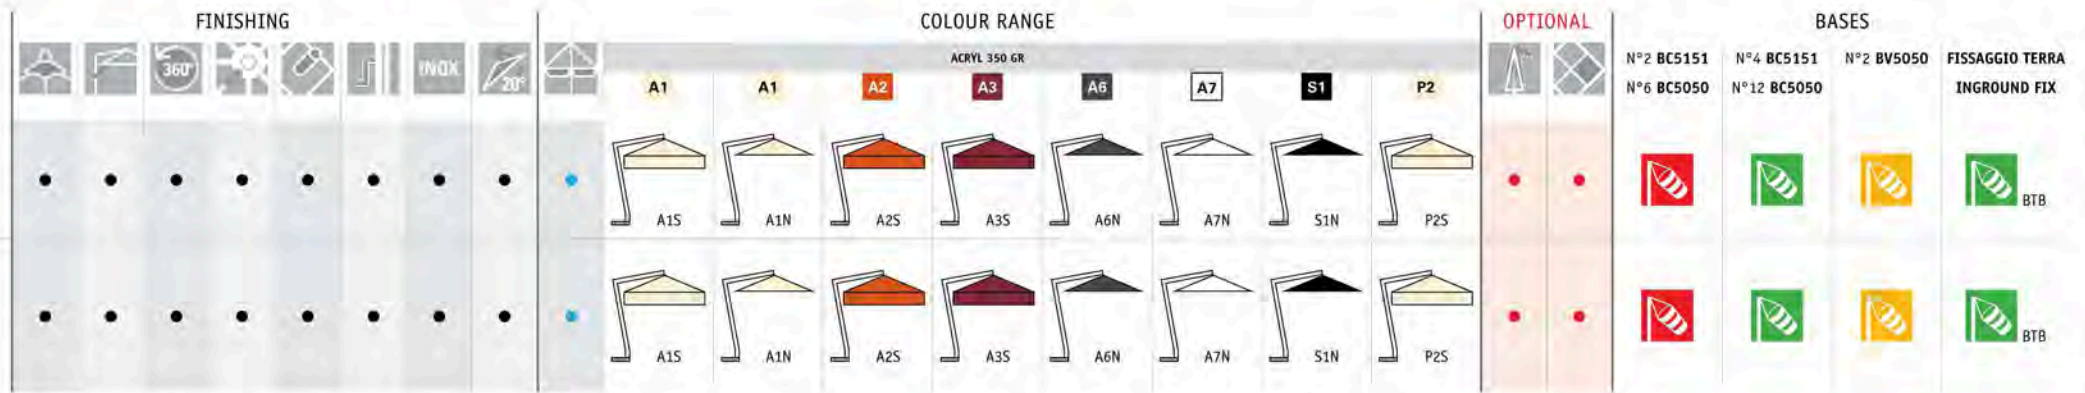 FINISHING
COLOUR RANGE
OPTIONAL
BASES
360°
INOX
20°
ACRYL 350 GR
A1 A1 A2 A3 A6 A7 S1 P2
N°2 BC5151 N°4 BC5151 N°2 BV5050 FISSAGGIO TERRA
N°6 BC5050 N°12 BC5050 INGROUND FIX
A1S A1N A2S A3S A6N A7N S1N P2S BTB
A1S A1N A2S A3S A6N A7N S1N P2S BTB